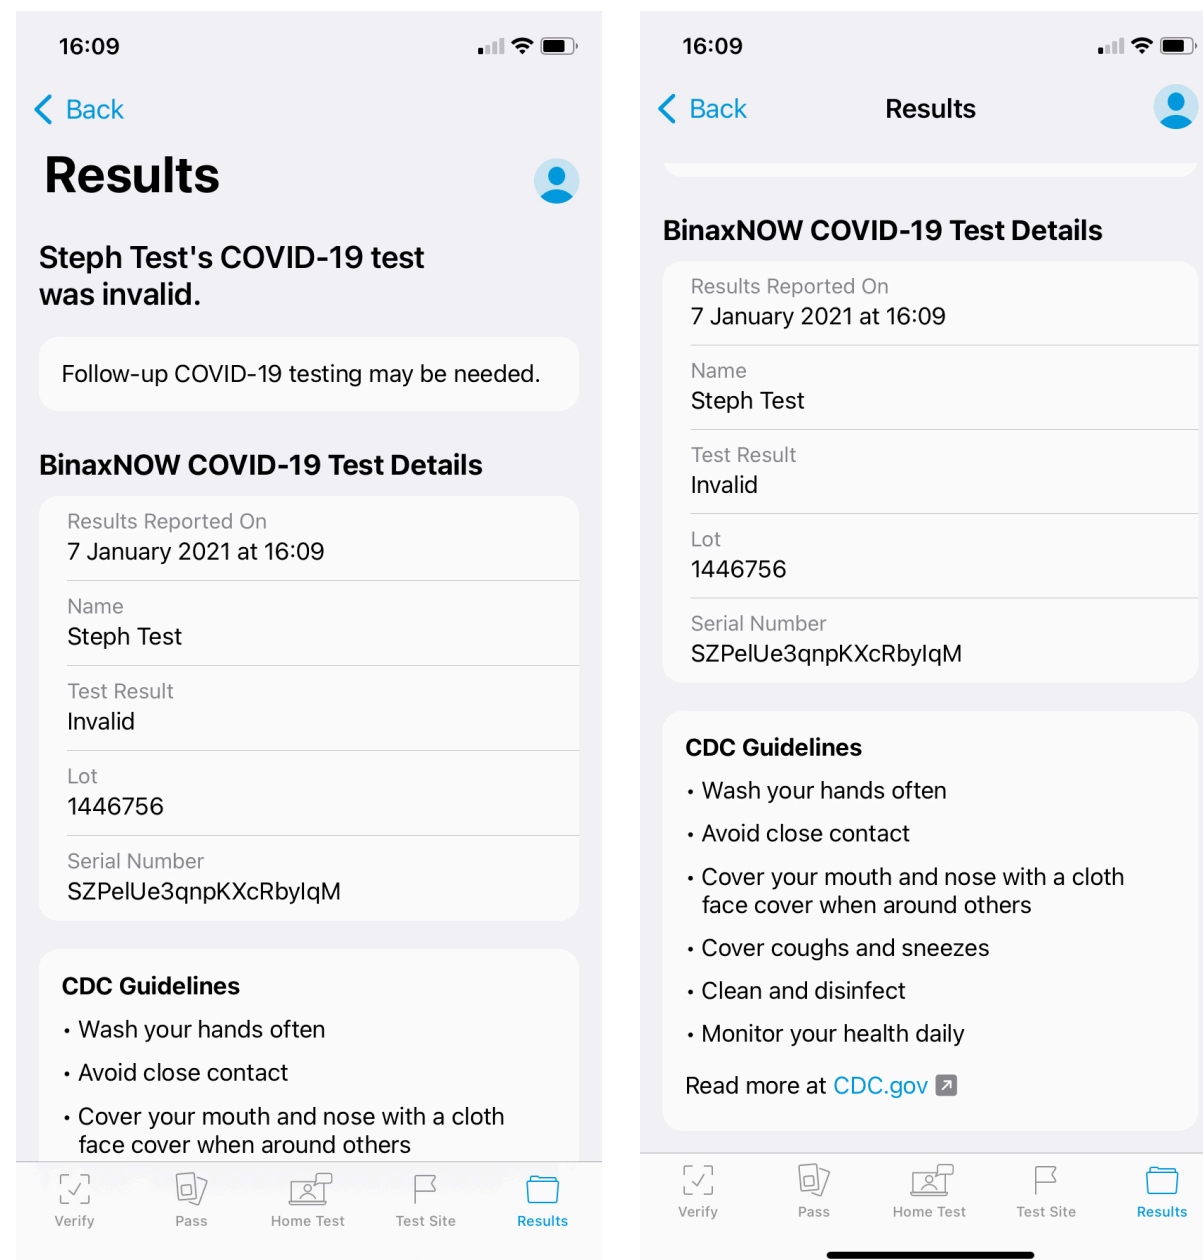 16:09
Back
Results
Steph Test's COVID-19 test
was invalid.
Follow-up COVID-19 testing may be needed.
BinaxNOW COVID-19 Test Details
Results Reported On
7 January 2021 at 16:09
Name
Steph Test
Test Result
Invalid
Lot
1446756
Serial Number
SZPelUe3qnpKXcRbylqM
CDC Guidelines
• Wash your hands often
• Avoid close contact
• Cover your mouth and nose with a cloth
face cover when around others
Verify
Pass
Home Test
Test Site
Results
16:09
Back
Results
BinaxNOW COVID-19 Test Details
Results Reported On
7 January 2021 at 16:09
Name
Steph Test
Test Result
Invalid
Lot
1446756
Serial Number
SZPelUe3qnpKXcRbylqM
CDC Guidelines
• Wash your hands often
• Avoid close contact
• Cover your mouth and nose with a cloth
face cover when around others
• Cover coughs and sneezes
• Clean and disinfect
• Monitor your health daily
Read more at CDC.gov
Verify
Pass
Home Test
Test Site
Results